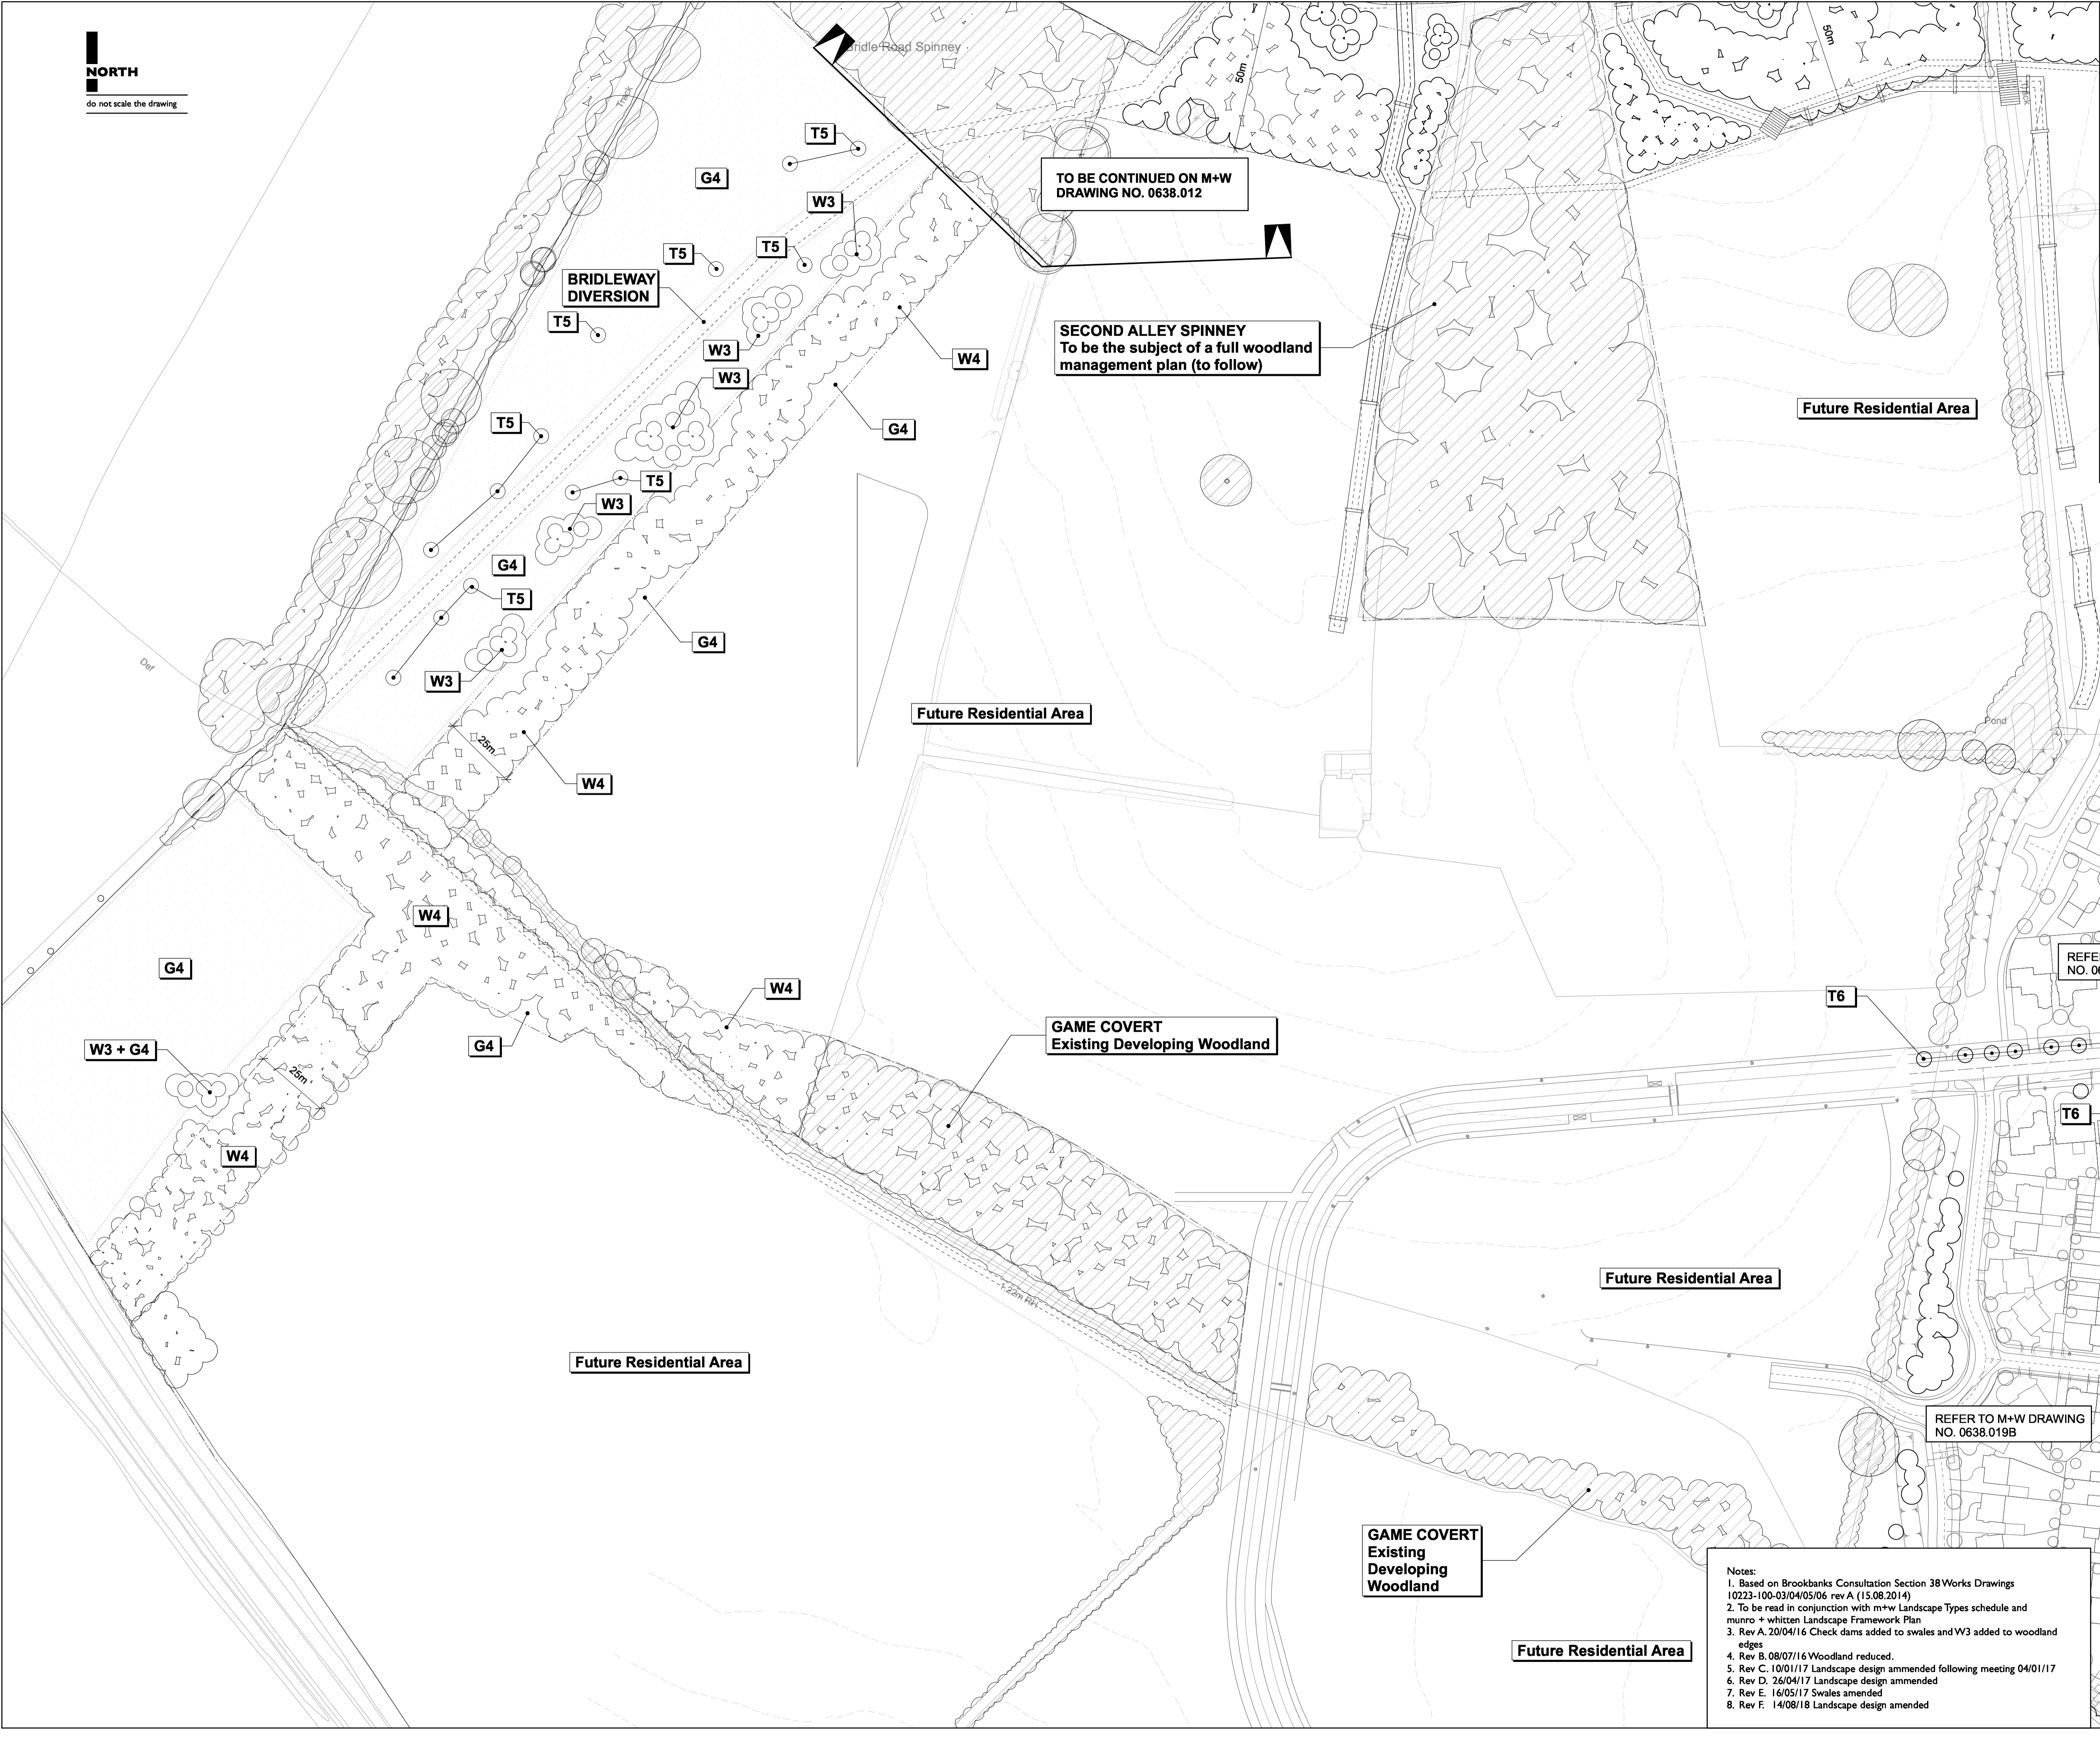 NORTH
do not scale the drawing
Bridle Road Spinney
Track
50m
50m
T5
G4
W3
TO BE CONTINUED ON M+W
DRAWING NO. 0638.012
T5
T5
BRIDLEWAY
DIVERSION
T5
W3
W4
SECOND ALLEY SPINNEY
To be the subject of a full woodland
management plan (to follow)
W3
Future Residential Area
T5
G4
T5
W3
G4
T5
G4
W3
Def
Future Residential Area
Pond
25m
W4
W4
G4
REFE
NO. 06
W4
T6
GAME COVERT
Existing Developing Woodland
W3 + G4
G4
25m
T6
W4
1.22m RH
Future Residential Area
Future Residential Area
REFER TO M+W DRAWING
NO. 0638.019B
GAME COVERT
Existing
Developing
Woodland
Future Residential Area
Notes:
1. Based on Brookbanks Consultation Section 38 Works Drawings
10223-100-03/04/05/06 rev A (15.08.2014)
2. To be read in conjunction with m+w Landscape Types schedule and
munro + whitten Landscape Framework Plan
3. Rev A. 20/04/16 Check dams added to swales and W3 added to woodland
edges
4. Rev B. 08/07/16 Woodland reduced.
5. Rev C. 10/01/17 Landscape design ammended following meeting 04/01/17
6. Rev D. 26/04/17 Landscape design ammended
7. Rev E. 16/05/17 Swales amended
8. Rev F. 14/08/18 Landscape design amended